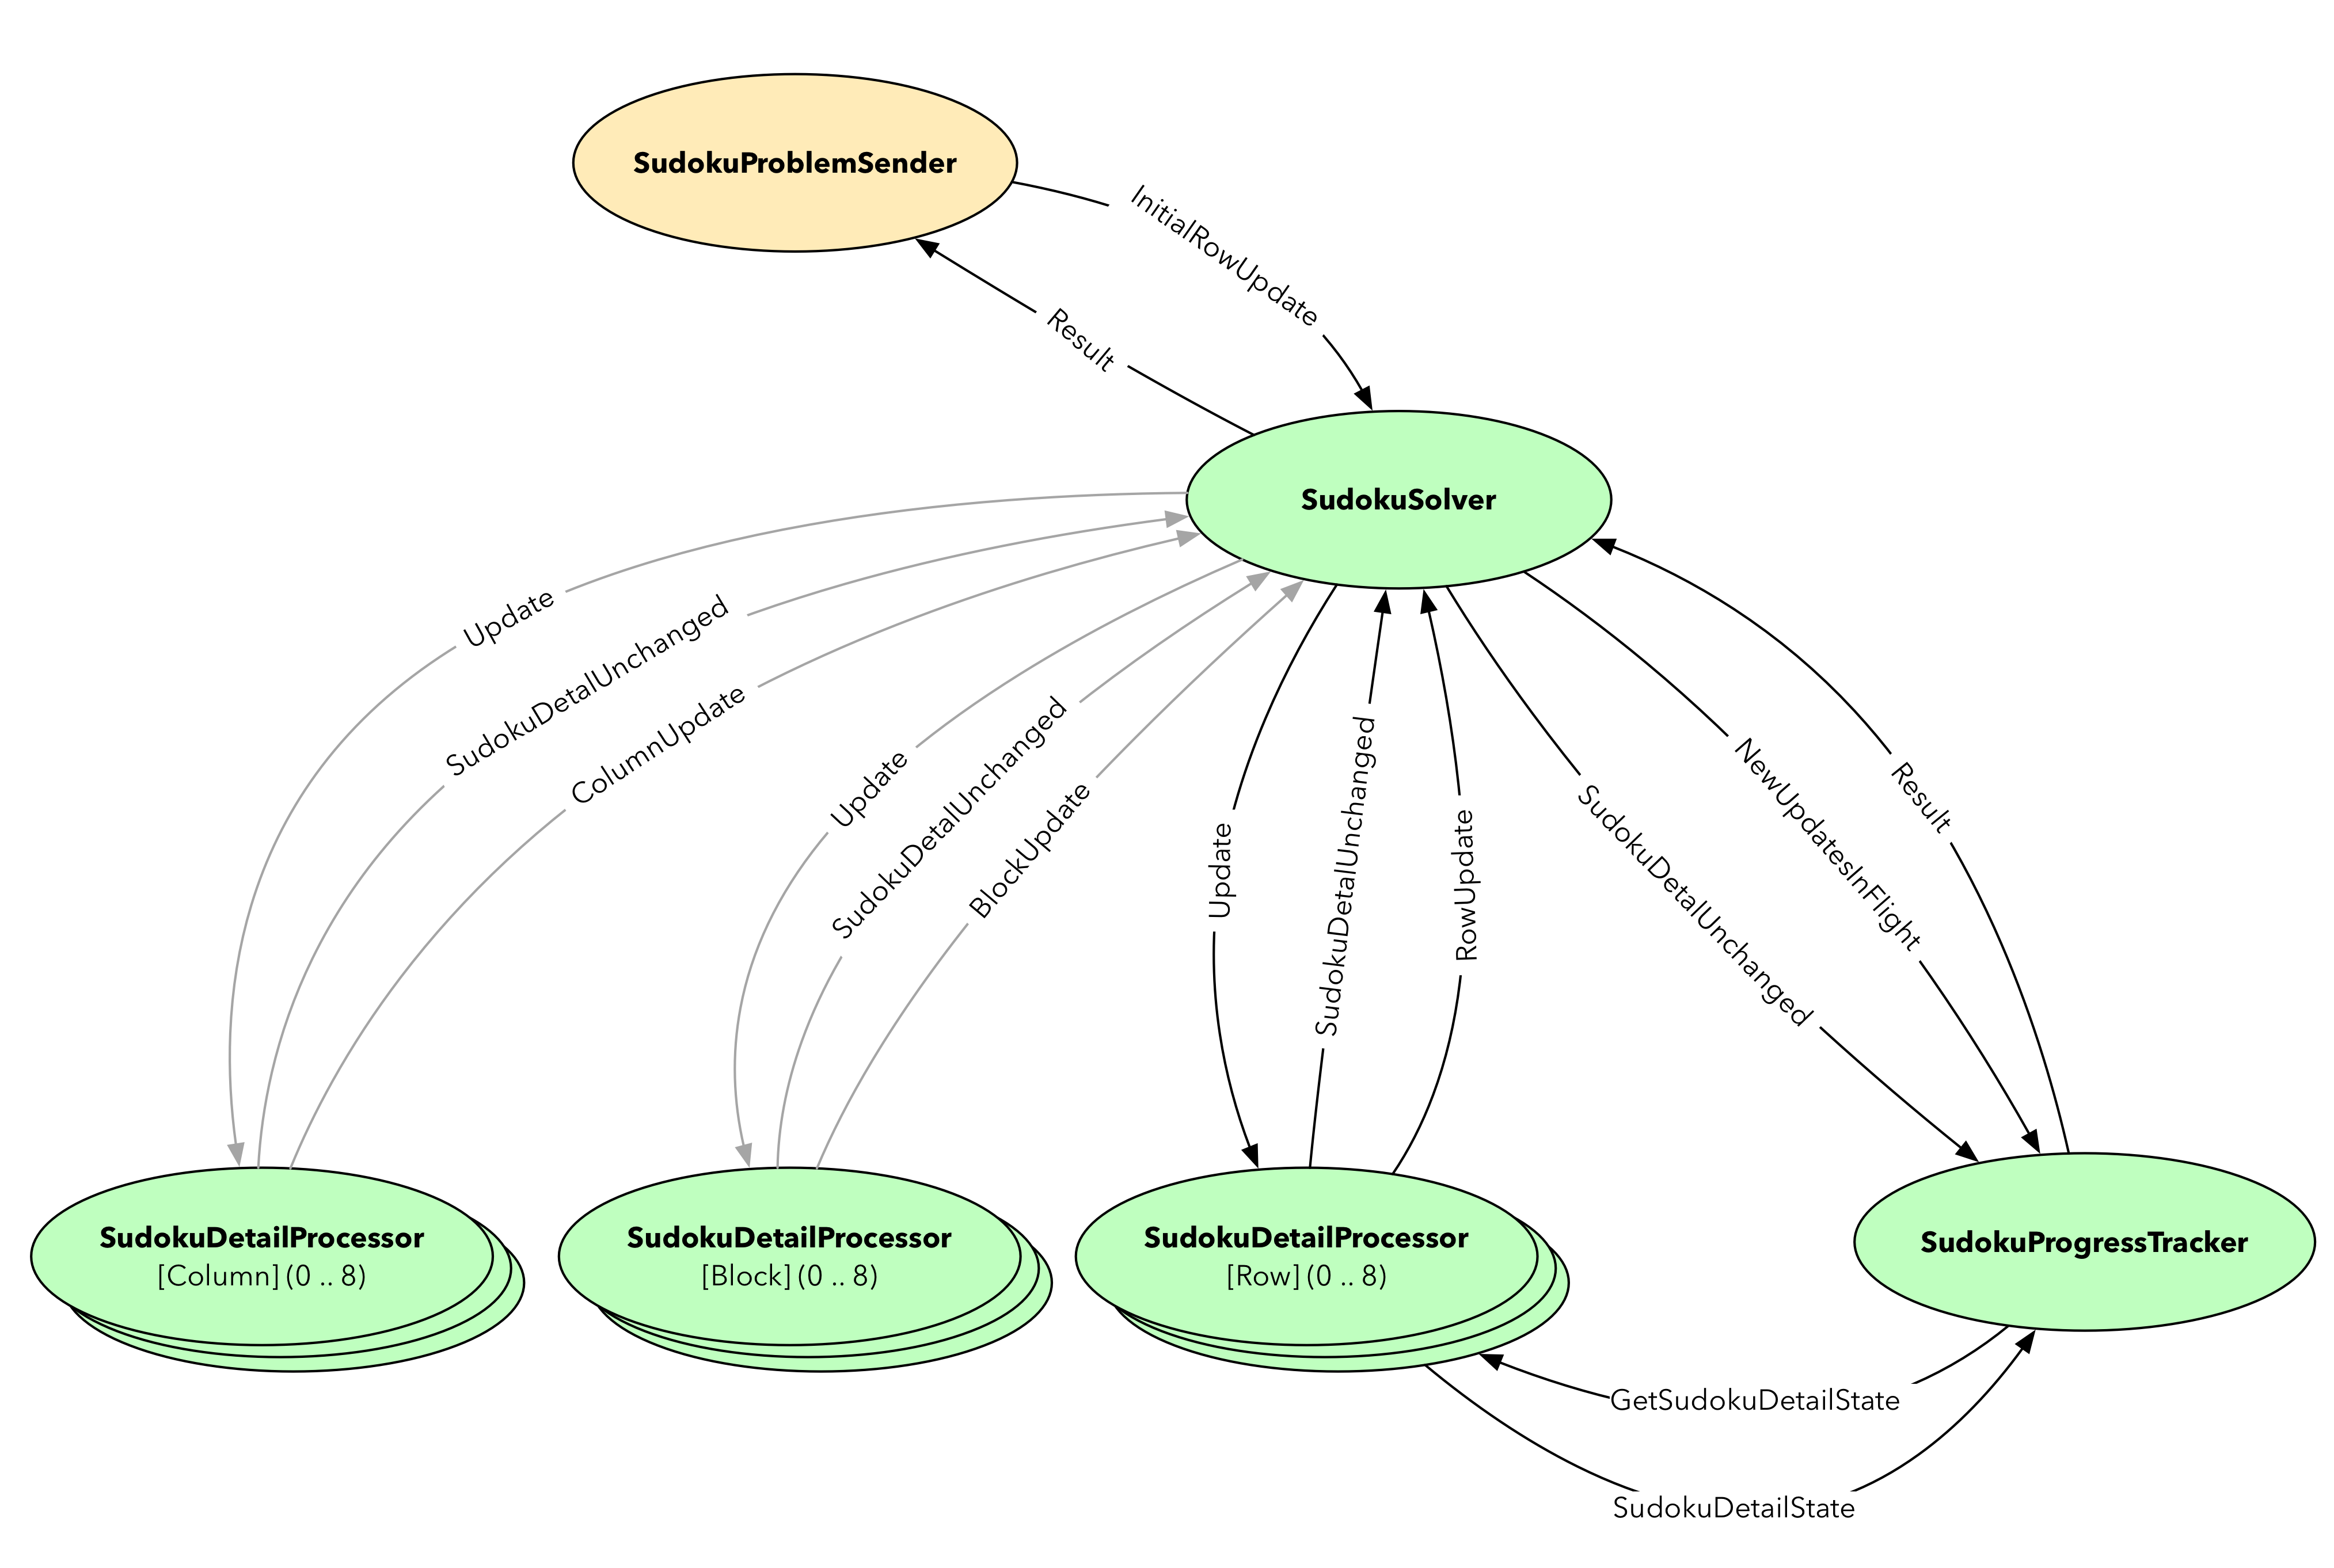 SudokuProblemSender
InitialRowUpdate
Result
SudokuSolver
Update
SudokuDetalUnchanged
ColumnUpdate
Update
SudokuDetalUnchanged
BlockUpdate
Update
SudokuDetalUnchanged
RowUpdate
SudokuDetalUnchanged
NewUpdatesInFlight
Result
SudokuDetailProcessor
[Column] (0 .. 8)
SudokuDetailProcessor
[Block] (0 .. 8)
SudokuDetailProcessor
[Row] (0 .. 8)
SudokuProgressTracker
GetSudokuDetailState
SudokuDetailState